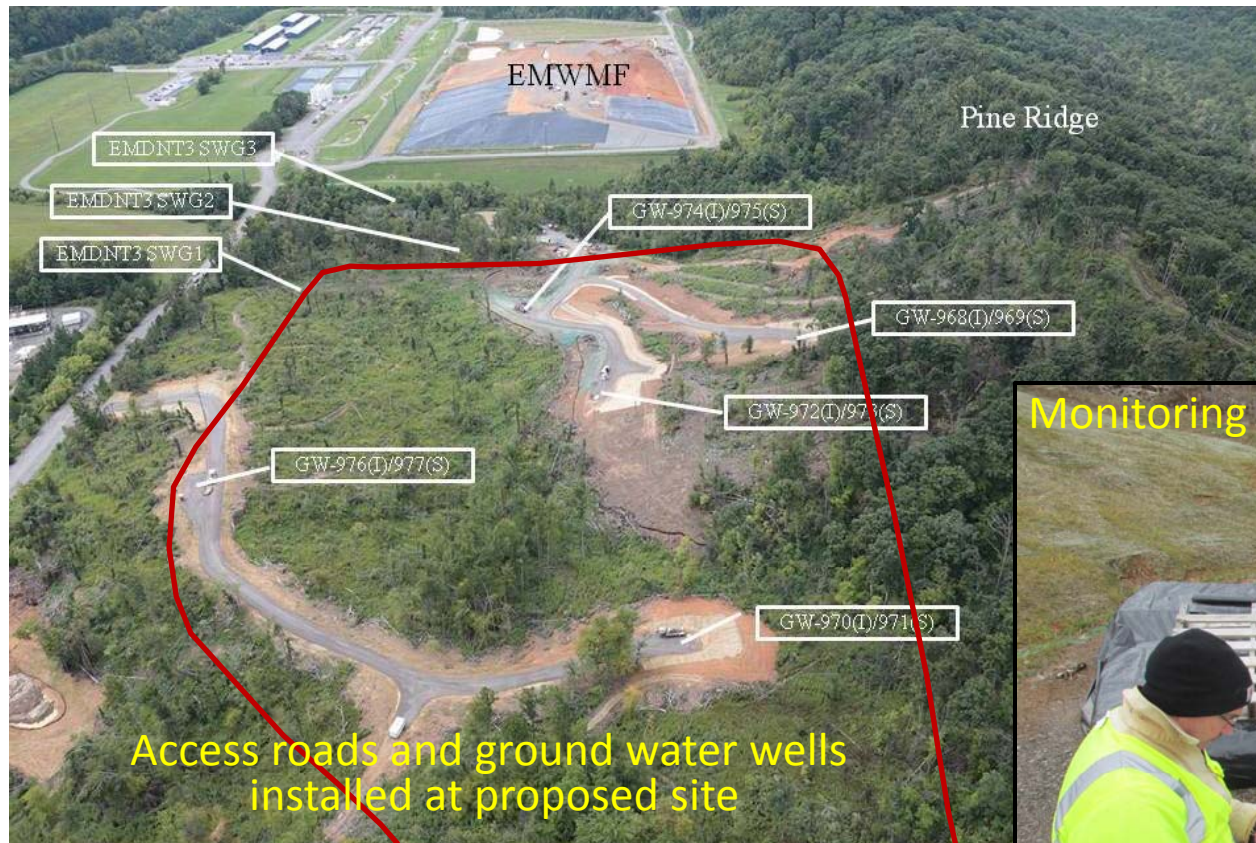 EMWMF
Pine Ridge
EMDNT3 SWG3
EMDNT3 SWG2
GW-974(I)/975(S)
EMDNT3 SWG1
GW-968(I)/969(S)
GW-972(I)/973(S)
Monitoring
GW-976(I)/977(S)
GW-970(I)/971(S)
Access roads and ground water wells
installed at proposed site